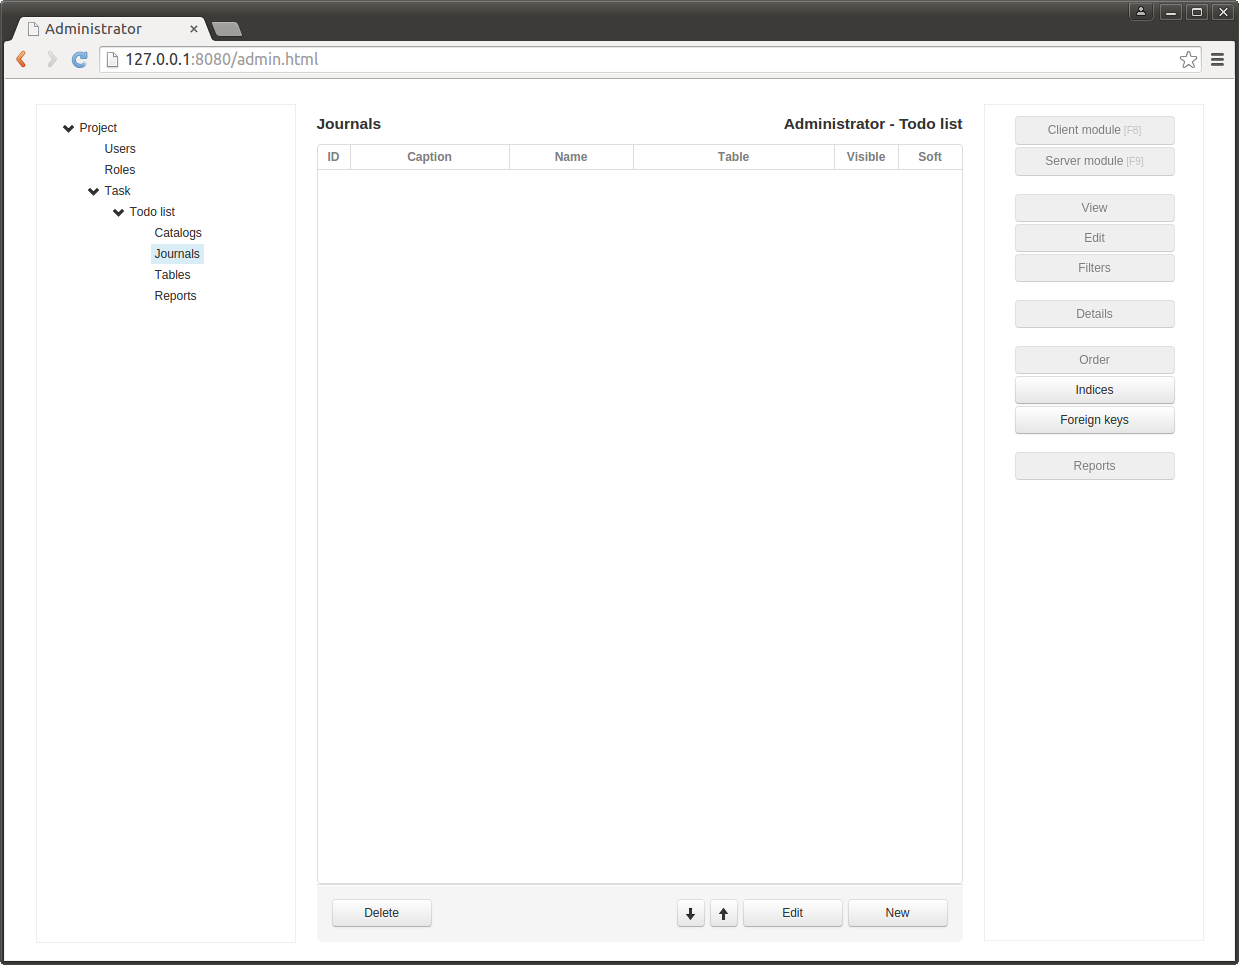 Administrator
127.0.0.1:8080/admin.html
Project
Users
Roles
Task
Todo list
Catalogs
Journals
Tables
Reports
Journals Administrator - Todo list
ID Caption Name Table Visible Soft
Delete Edit New
Client module [F8]
Server module [F9]
View
Edit
Filters
Details
Order
Indices
Foreign keys
Reports